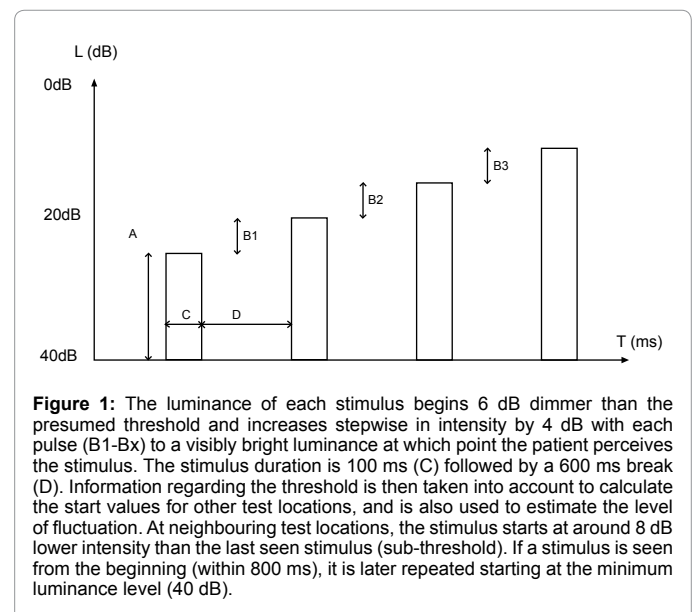 L (dB)
0dB
B3
B2
20dB
A
B1
C
D
T (ms)
40dB
Figure 1: The luminance of each stimulus begins 6 dB dimmer than the
presumed threshold and increases stepwise in intensity by 4 dB with each
pulse (B1-Bx) to a visibly bright luminance at which point the patient perceives
the stimulus. The stimulus duration is 100 ms (C) followed by a 600 ms break
(D). Information regarding the threshold is then taken into account to calculate
the start values for other test locations, and is also used to estimate the level
of fluctuation. At neighbouring test locations, the stimulus starts at around 8 dB
lower intensity than the last seen stimulus (sub-threshold). If a stimulus is seen
from the beginning (within 800 ms), it is later repeated starting at the minimum
luminance level (40 dB).